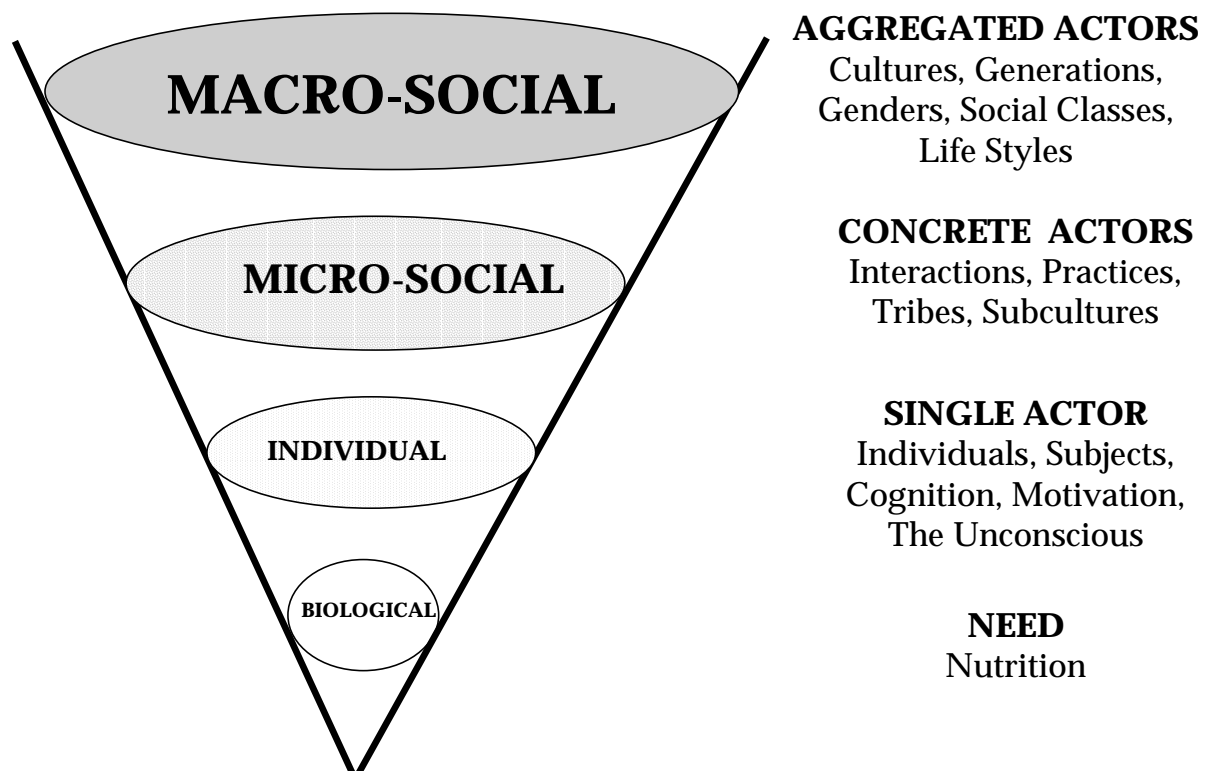 MACRO-SOCIAL
AGGREGATED ACTORS
Cultures, Generations,
Genders, Social Classes,
Life Styles
MICRO-SOCIAL
CONCRETE ACTORS
Interactions, Practices,
Tribes, Subcultures
INDIVIDUAL
SINGLE ACTOR
Individuals, Subjects,
Cognition, Motivation,
The Unconscious
BIOLOGICAL
NEED
Nutrition